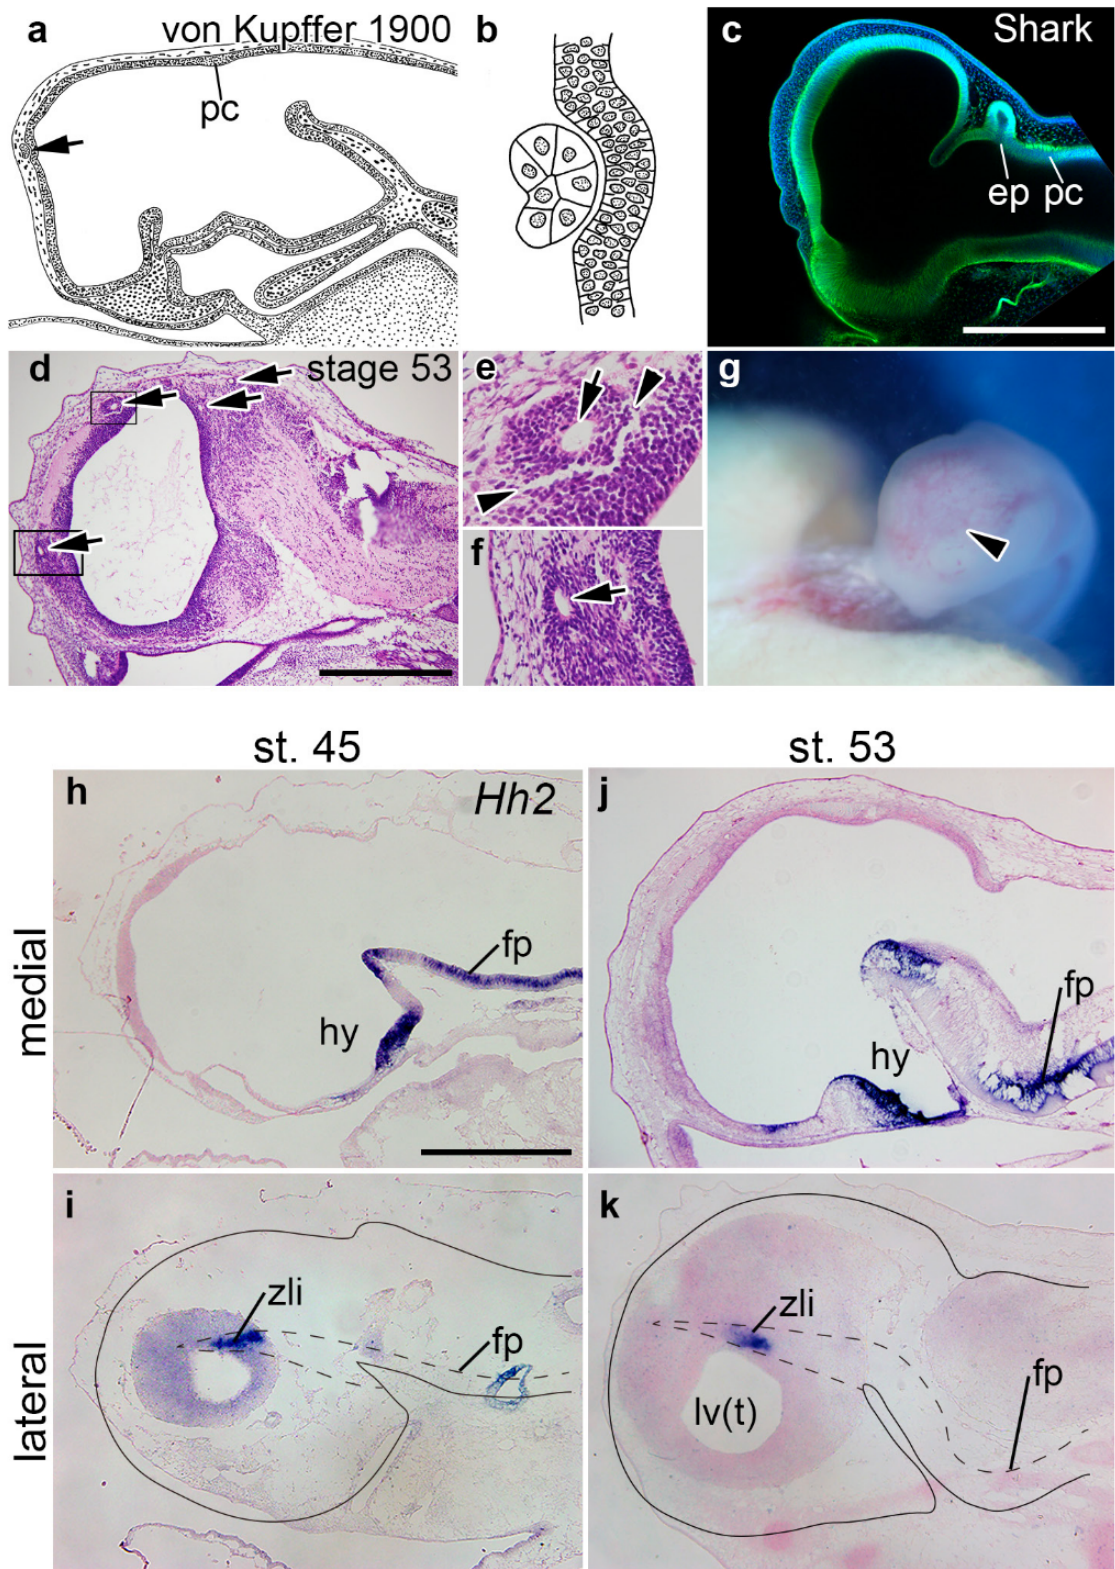 a
von Kupffer 1900
pc
b
c
Shark
ep
pc
d
stage 53
e
f
g
st. 45
st. 53
medial
h
Hh2
fp
hy
j
fp
hy
lateral
i
zli
fp
k
zli
lv(t)
fp